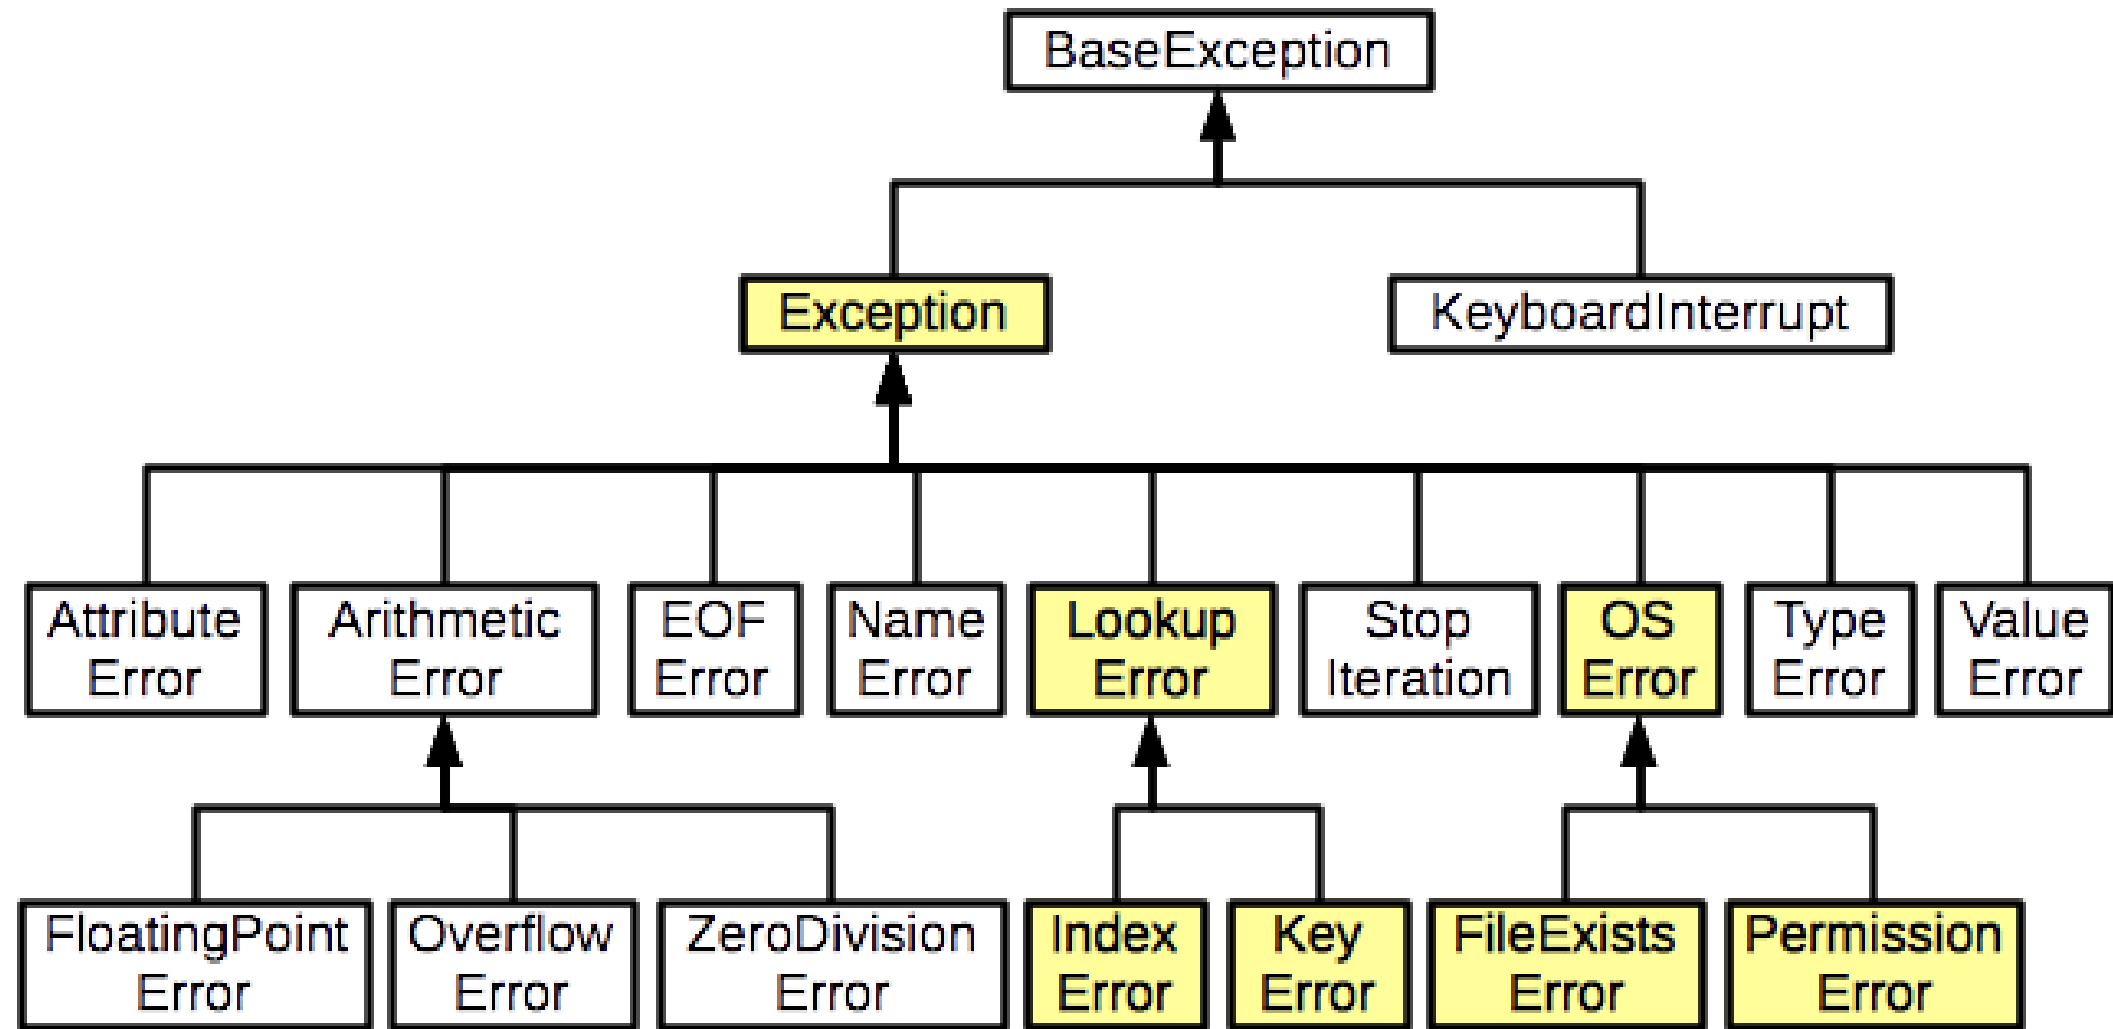 BaseException
Exception
KeyboardInterrupt
Attribute
Error
Arithmetic
Error
EOF
Error
Name
Error
Lookup
Error
Stop
Iteration
OS
Error
Type
Error
Value
Error
FloatingPoint
Error
Overflow
Error
ZeroDivision
Error
Index
Error
Key
Error
FileExists
Error
Permission
Error